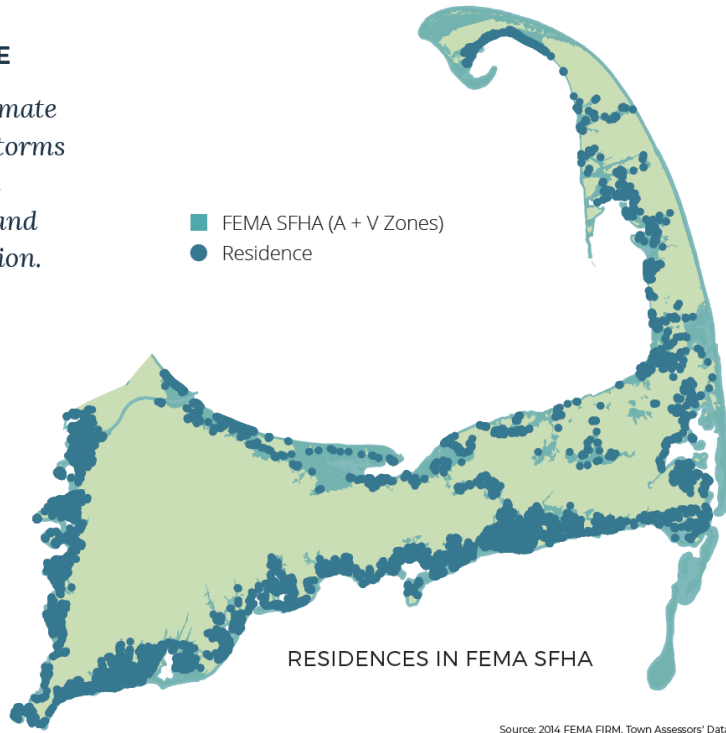 E
mate
torms
and
ion.
FEMA SFHA (A + V Zones)
Residence
RESIDENCES IN FEMA SFHA
Source: 2014 FEMA FIRM, Town Assessors' Data